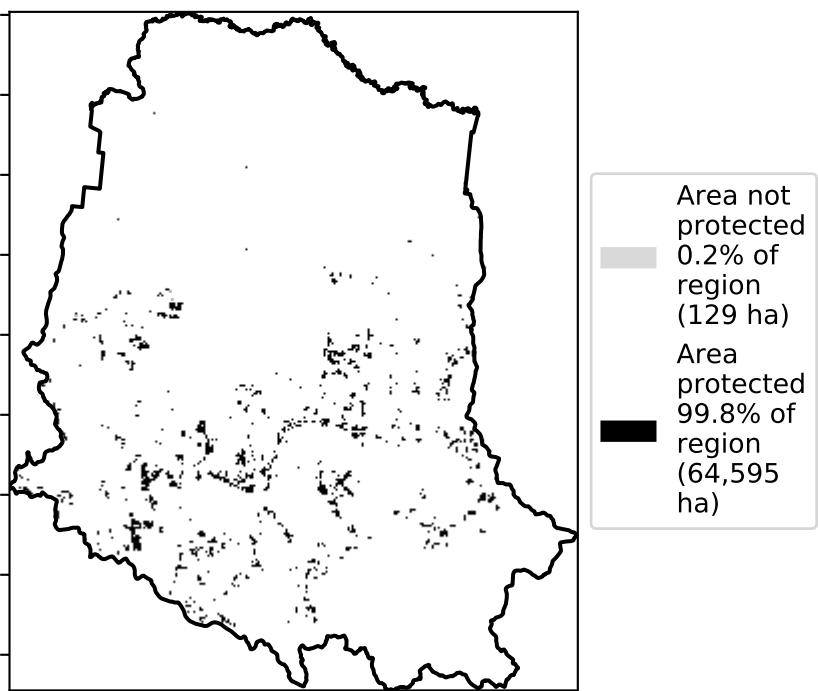 Area not
protected
0.2% of
region
(129 ha)
Area
protected
99.8% of
region
(64,595
ha)